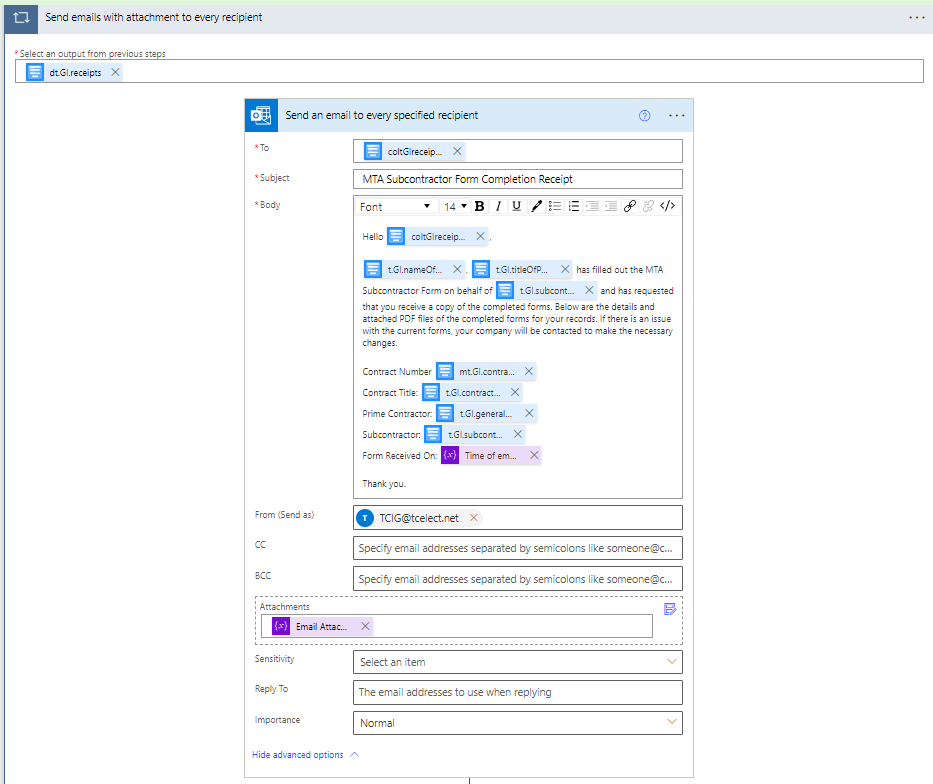 Send emails with attachment to every recipient
* Select an output from previous steps
dt.GI.receipts
Send an email to every specified recipient
* To coltGIreceip...
* Subject MTA Subcontractor Form Completion Receipt
* Body Font 14 B I U </>
Hello coltGIreceip... ,
t.GI.nameOf... , t.GI.titleOfP... has filled out the MTA
Subcontractor Form on behalf of t.GI.subcont... and has requested
that you receive a copy of the completed forms. Below are the details and
attached PDF files of the completed forms for your records. If there is an issue
with the current forms, your company will be contacted to make the necessary
changes.
Contract Number mt.GI.contra...
Contract Title: t.GI.contract...
Prime Contractor: t.GI.general...
Subcontractor: t.GI.subcont...
Form Received On: {x} Time of em...
Thank you.
From (Send as) T TCIG@tcelect.net
CC Specify email addresses separated by semicolons like someone@c...
BCC Specify email addresses separated by semicolons like someone@c...
Attachments
{x} Email Attac...
Sensitivity Select an item
Reply To The email addresses to use when replying
Importance Normal
Hide advanced options